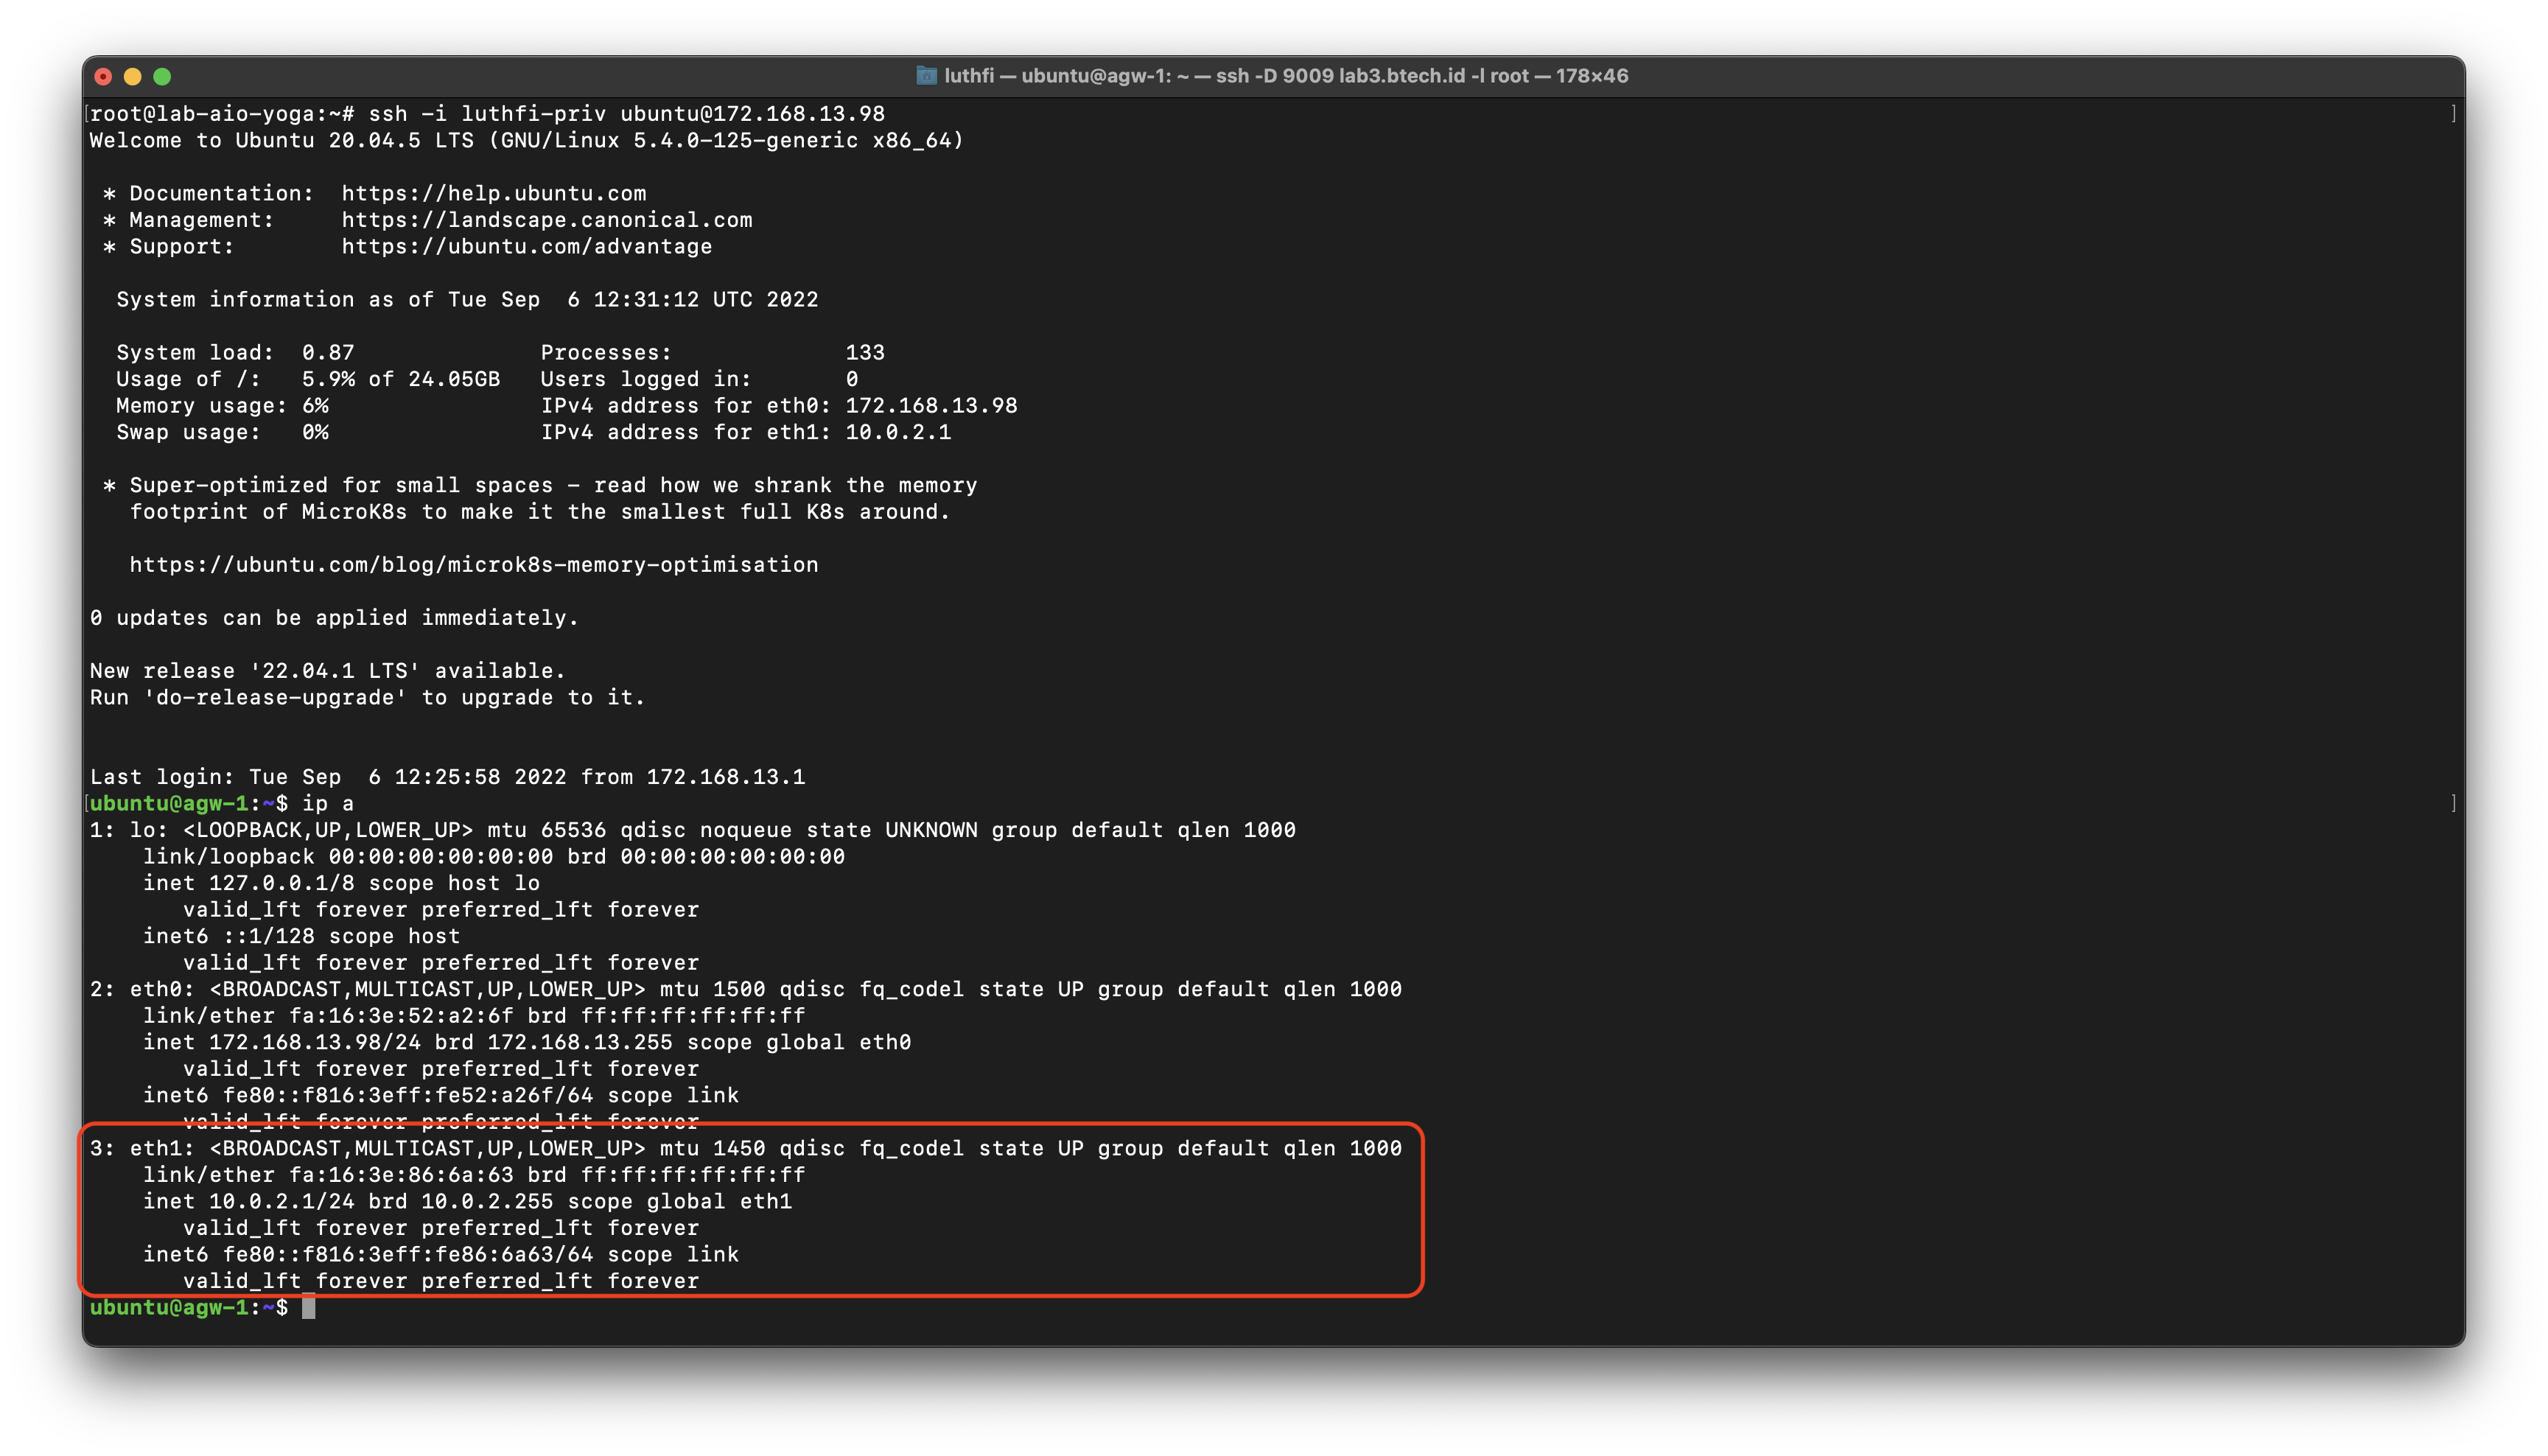 luthfi — ubuntu@agw-1: ~ — ssh -D 9009 lab3.btech.id -l root — 178×46
[root@lab-aio-yoga:~# ssh -i luthfi-priv ubuntu@172.168.13.98 ]
Welcome to Ubuntu 20.04.5 LTS (GNU/Linux 5.4.0-125-generic x86_64)
* Documentation:  https://help.ubuntu.com
* Management:     https://landscape.canonical.com
* Support:        https://ubuntu.com/advantage
System information as of Tue Sep  6 12:31:12 UTC 2022
System load:  0.87              Processes:             133
Usage of /:   5.9% of 24.05GB   Users logged in:       0
Memory usage: 6%                IPv4 address for eth0: 172.168.13.98
Swap usage:   0%                IPv4 address for eth1: 10.0.2.1
* Super-optimized for small spaces - read how we shrank the memory
footprint of MicroK8s to make it the smallest full K8s around.
https://ubuntu.com/blog/microk8s-memory-optimisation
0 updates can be applied immediately.
New release '22.04.1 LTS' available.
Run 'do-release-upgrade' to upgrade to it.
Last login: Tue Sep  6 12:25:58 2022 from 172.168.13.1
[ubuntu@agw-1:~$ ip a ]
1: lo: <LOOPBACK,UP,LOWER_UP> mtu 65536 qdisc noqueue state UNKNOWN group default qlen 1000
link/loopback 00:00:00:00:00:00 brd 00:00:00:00:00:00
inet 127.0.0.1/8 scope host lo
valid_lft forever preferred_lft forever
inet6 ::1/128 scope host
valid_lft forever preferred_lft forever
2: eth0: <BROADCAST,MULTICAST,UP,LOWER_UP> mtu 1500 qdisc fq_codel state UP group default qlen 1000
link/ether fa:16:3e:52:a2:6f brd ff:ff:ff:ff:ff:ff
inet 172.168.13.98/24 brd 172.168.13.255 scope global eth0
valid_lft forever preferred_lft forever
inet6 fe80::f816:3eff:fe52:a26f/64 scope link
valid_lft forever preferred_lft forever
3: eth1: <BROADCAST,MULTICAST,UP,LOWER_UP> mtu 1450 qdisc fq_codel state UP group default qlen 1000
link/ether fa:16:3e:86:6a:63 brd ff:ff:ff:ff:ff:ff
inet 10.0.2.1/24 brd 10.0.2.255 scope global eth1
valid_lft forever preferred_lft forever
inet6 fe80::f816:3eff:fe86:6a63/64 scope link
valid_lft forever preferred_lft forever
ubuntu@agw-1:~$